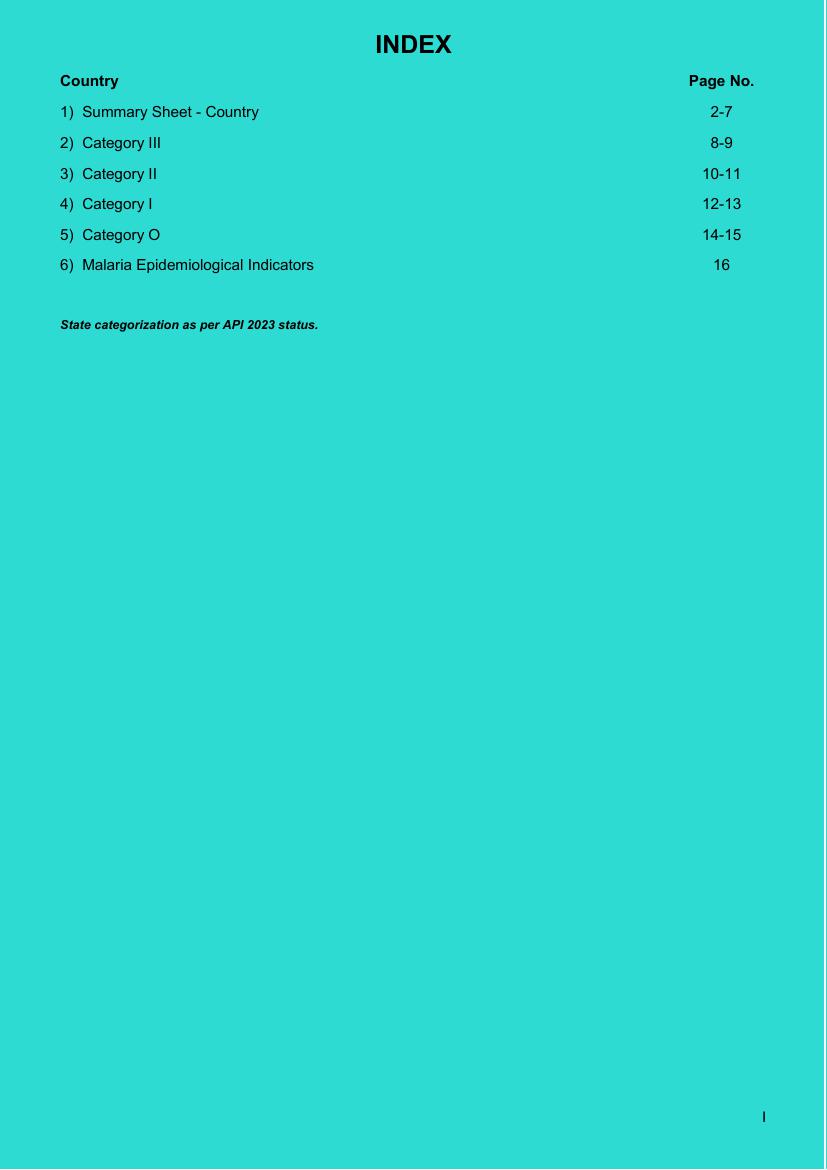 INDEX
Country Page No.
1) Summary Sheet - Country 2-7
2) Category III 8-9
3) Category II 10-11
4) Category I 12-13
5) Category O 14-15
6) Malaria Epidemiological Indicators 16
State categorization as per API 2023 status.
I